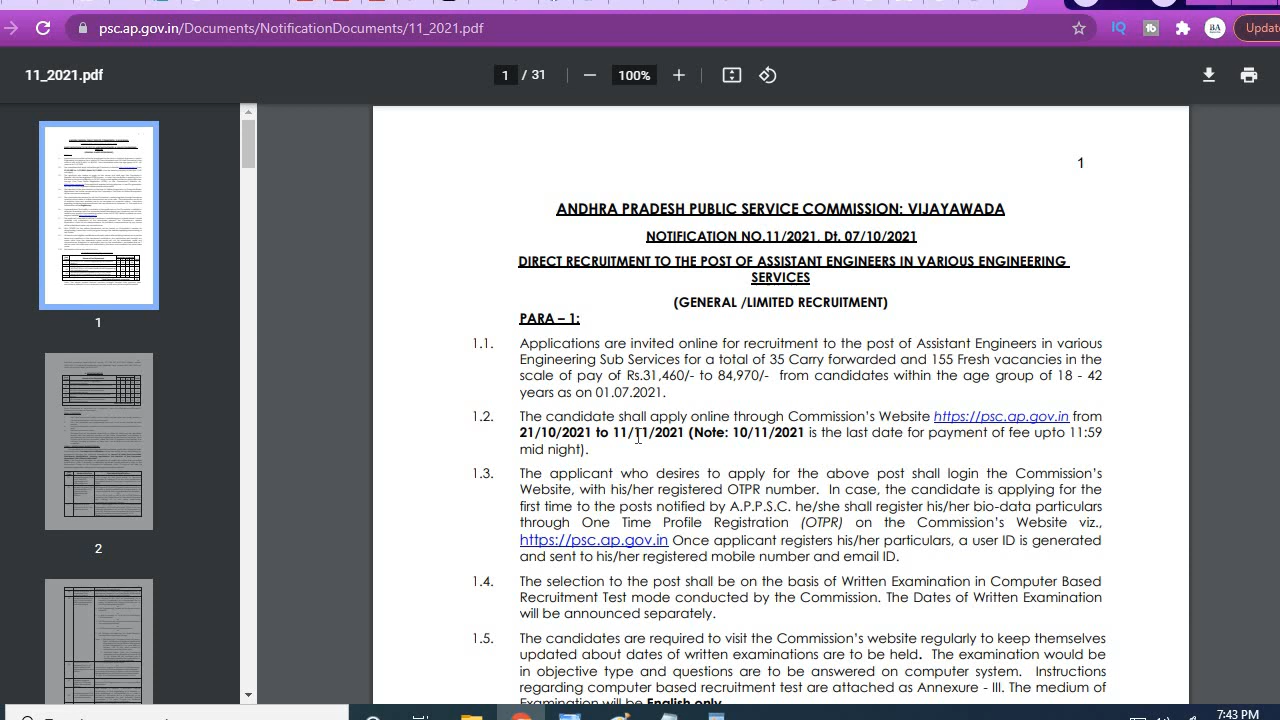 psc.ap.gov.in/Documents/NotificationDocuments/11_2021.pdf
IQ
BA
Updat
11_2021.pdf
1 / 31
100%
1
2
1
ANDHRA PRADESH PUBLIC SERVICE COMMISSION: VIJAYAWADA
NOTIFICATION NO.11/2021, Dt. 07/10/2021
DIRECT RECRUITMENT TO THE POST OF ASSISTANT ENGINEERS IN VARIOUS ENGINEERING
SERVICES
(GENERAL /LIMITED RECRUITMENT)
PARA – 1:
1.1. Applications are invited online for recruitment to the post of Assistant Engineers in various
Engineering Sub Services for a total of 35 Carry forwarded and 155 Fresh vacancies in the
scale of pay of Rs.31,460/- to 84,970/- from candidates within the age group of 18 - 42
years as on 01.07.2021.
1.2. The candidate shall apply online through Commission's Website https://psc.ap.gov.in from
21/10/2021 to 11/11/2021 (Note: 10/11/2021 is the last date for payment of fee upto 11:59
mid night).
1.3. The applicant who desires to apply for the above post shall login the Commission's
Website, with his/her registered OTPR number. In case, the candidate is applying for the
first time to the posts notified by A.P.P.S.C. he/she shall register his/her bio-data particulars
through One Time Profile Registration (OTPR) on the Commission's Website viz.,
https://psc.ap.gov.in Once applicant registers his/her particulars, a user ID is generated
and sent to his/her registered mobile number and email ID.
1.4. The selection to the post shall be on the basis of Written Examination in Computer Based
Recruitment Test mode conducted by the Commission. The Dates of Written Examination
will be announced separately.
1.5. The candidates are required to visit the Commission's website regularly to keep themselves
updated about dates of written examination are to be held. The examination would be
in objective type and questions are to be answered on computer system. Instructions
regarding computer based recruitment test are attached as Annexure - III. The medium of
Examination will be English only.
7:43 PM